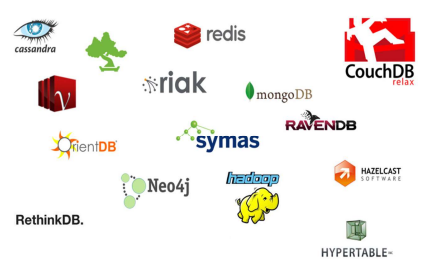 cassandra
redis
CouchDB
relax
riak
mongoDB
V
RAVENDB
OrientDB
symas
Neo4j
hadoop
HAZELCAST
SOFTWARE
RethinkDB.
HYPERTABLE